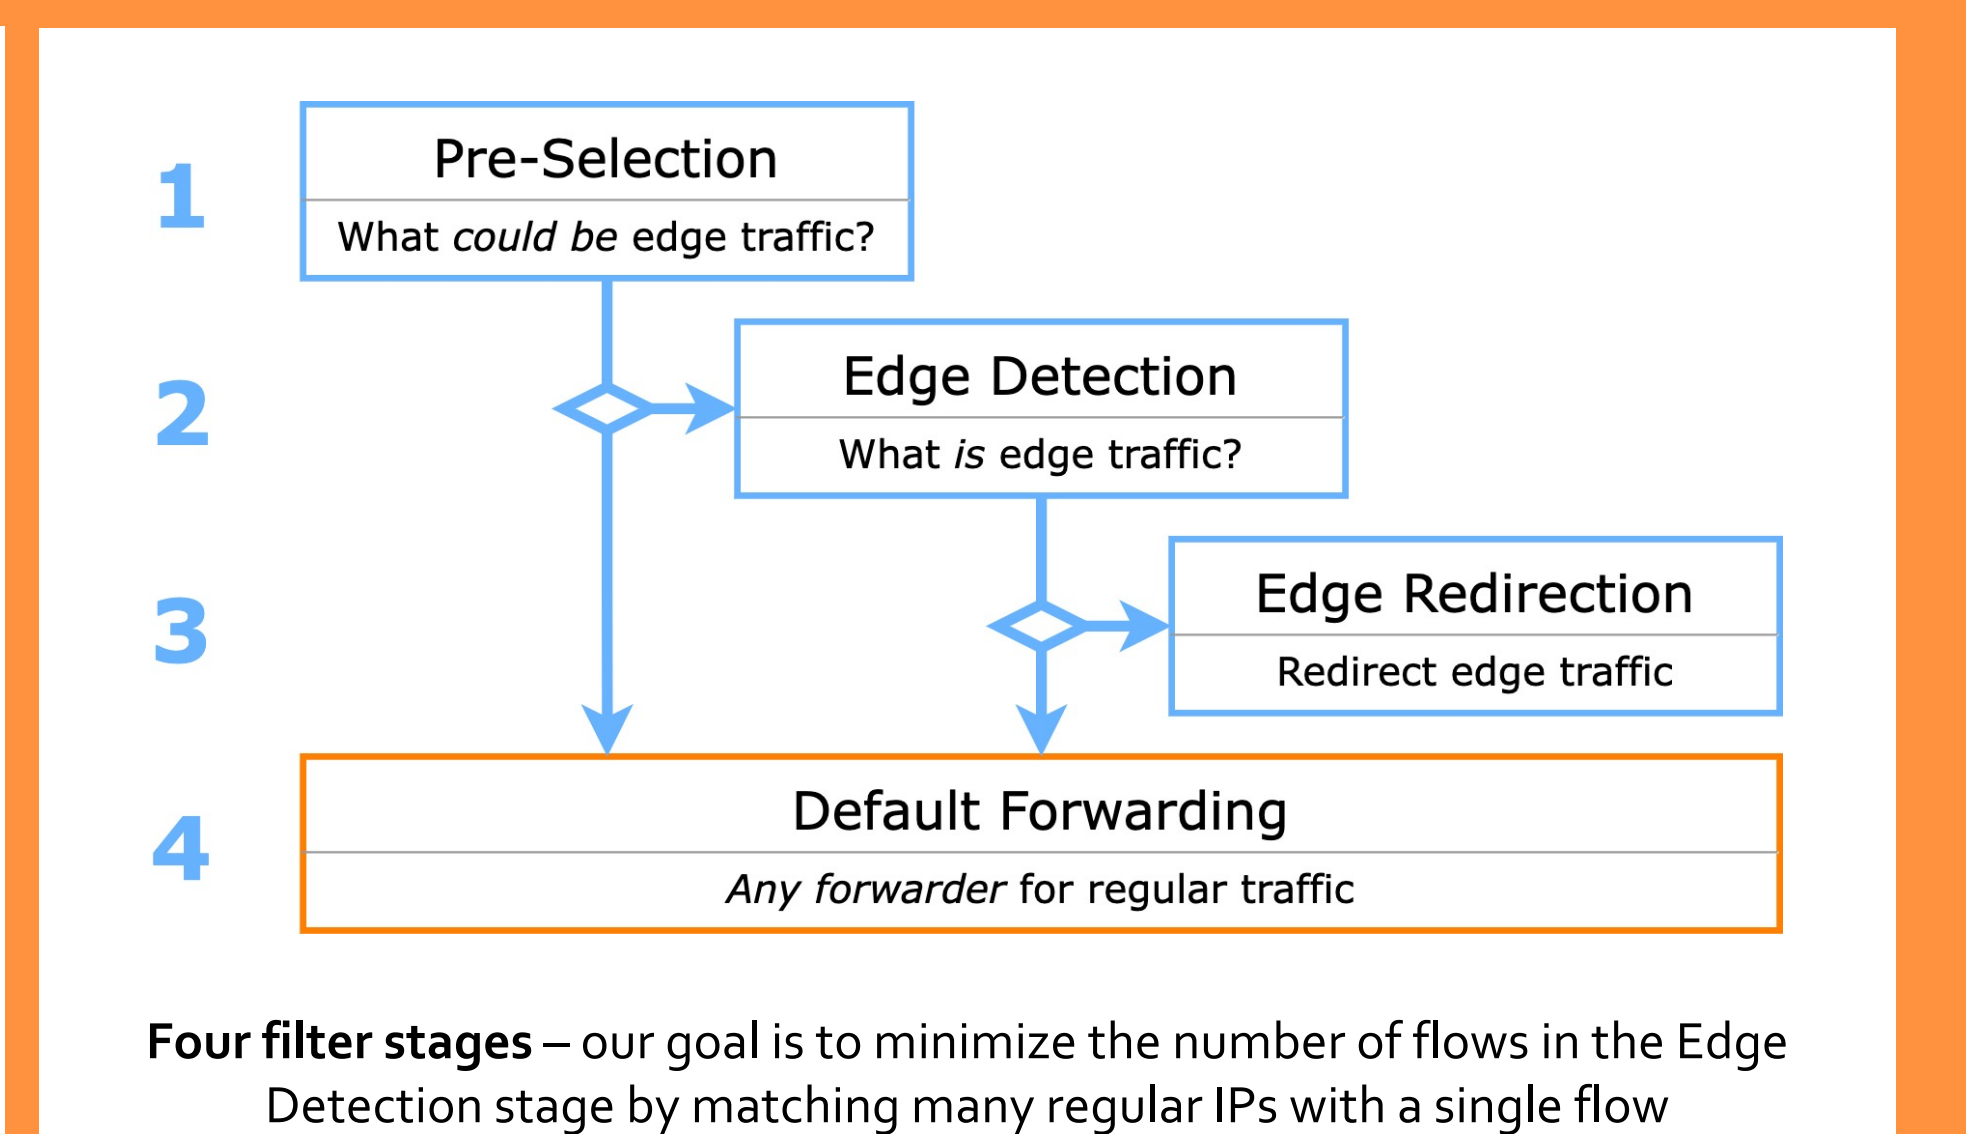 1
Pre-Selection
What could be edge traffic?
2
Edge Detection
What is edge traffic?
3
Edge Redirection
Redirect edge traffic
4
Default Forwarding
Any forwarder for regular traffic
Four filter stages – our goal is to minimize the number of flows in the Edge
Detection stage by matching many regular IPs with a single flow